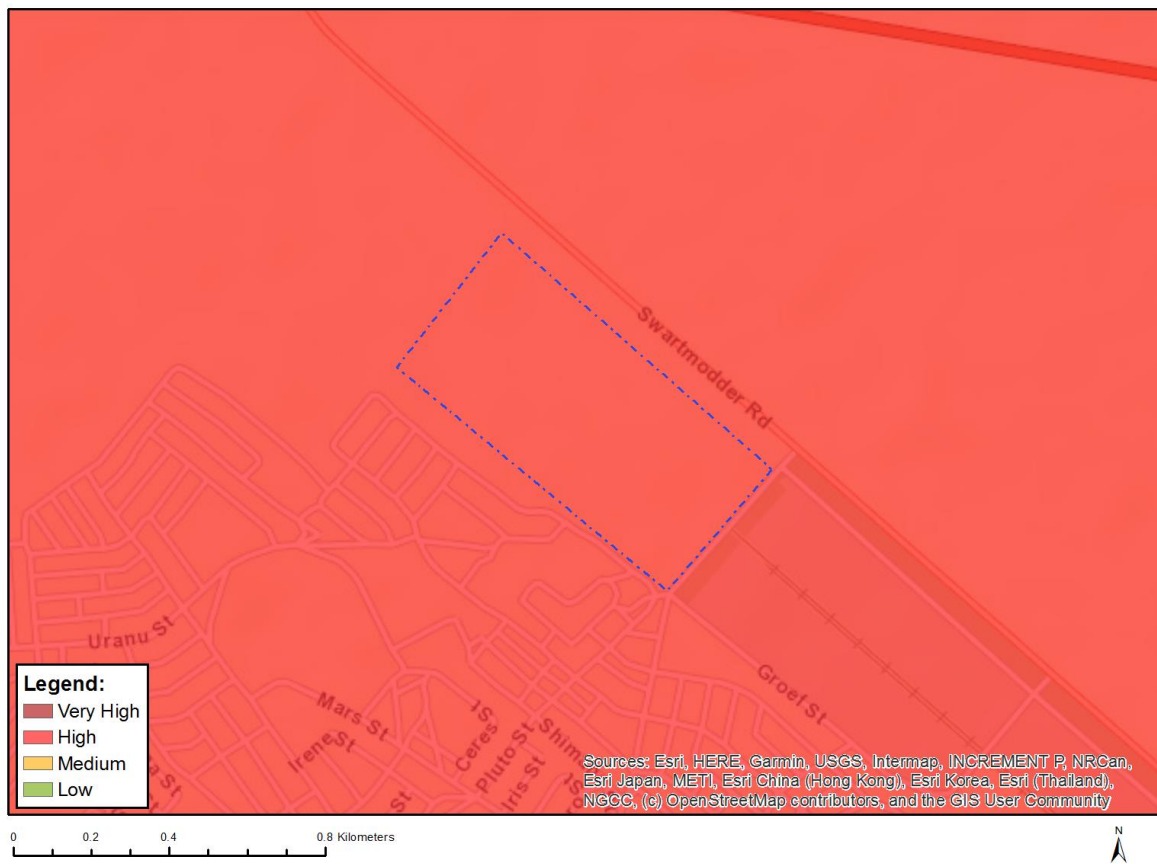 Swartmodder Rd
Uranu St
Groef St
Mars St
Irene St
Ceres St
Pluto St
Iris St
St
Legend:
Very High
High
Medium
Low
Sources: Esri, HERE, Garmin, USGS, Intermap, INCREMENT P, NRCan,
Esri Japan, METI, Esri China (Hong Kong), Esri Korea, Esri (Thailand),
NGCC, (c) OpenStreetMap contributors, and the GIS User Community
0 0.2 0.4 0.8 Kilometers
N